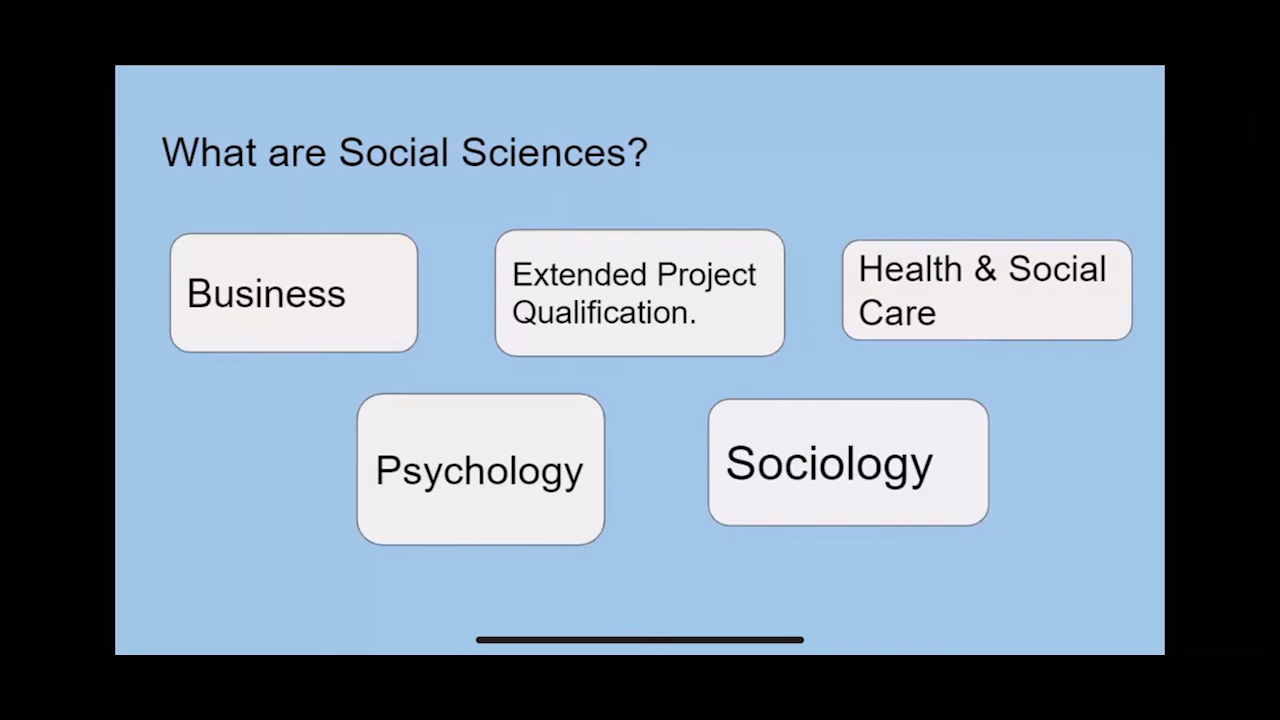 What are Social Sciences?
Business
Extended Project
Qualification.
Health & Social
Care
Psychology
Sociology